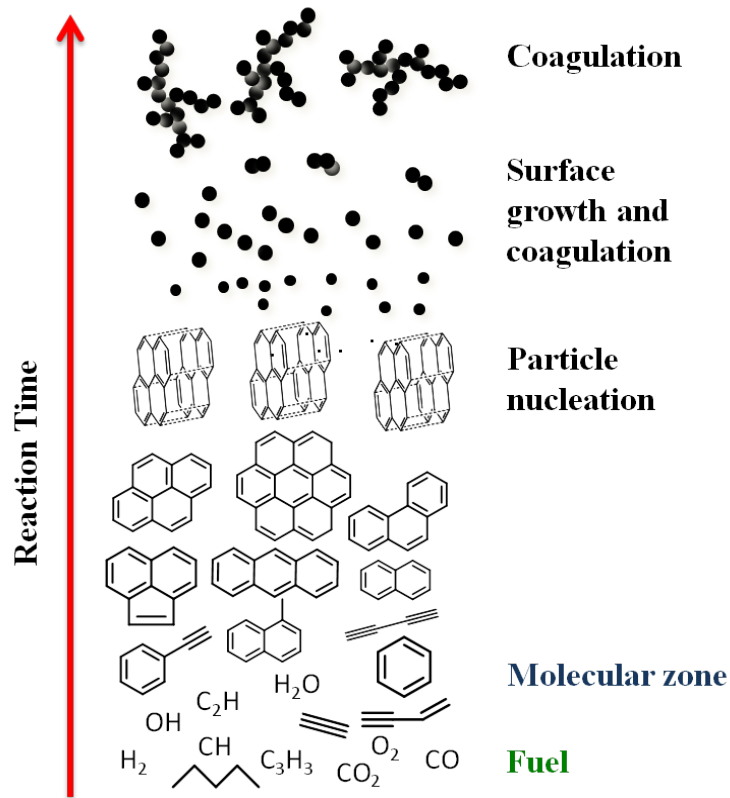 Coagulation
Surface
growth and
coagulation
Particle
nucleation
Reaction Time
Molecular zone
H₂O
C₂H
OH
CH
O₂
H₂
C₃H₃
CO₂
CO
Fuel